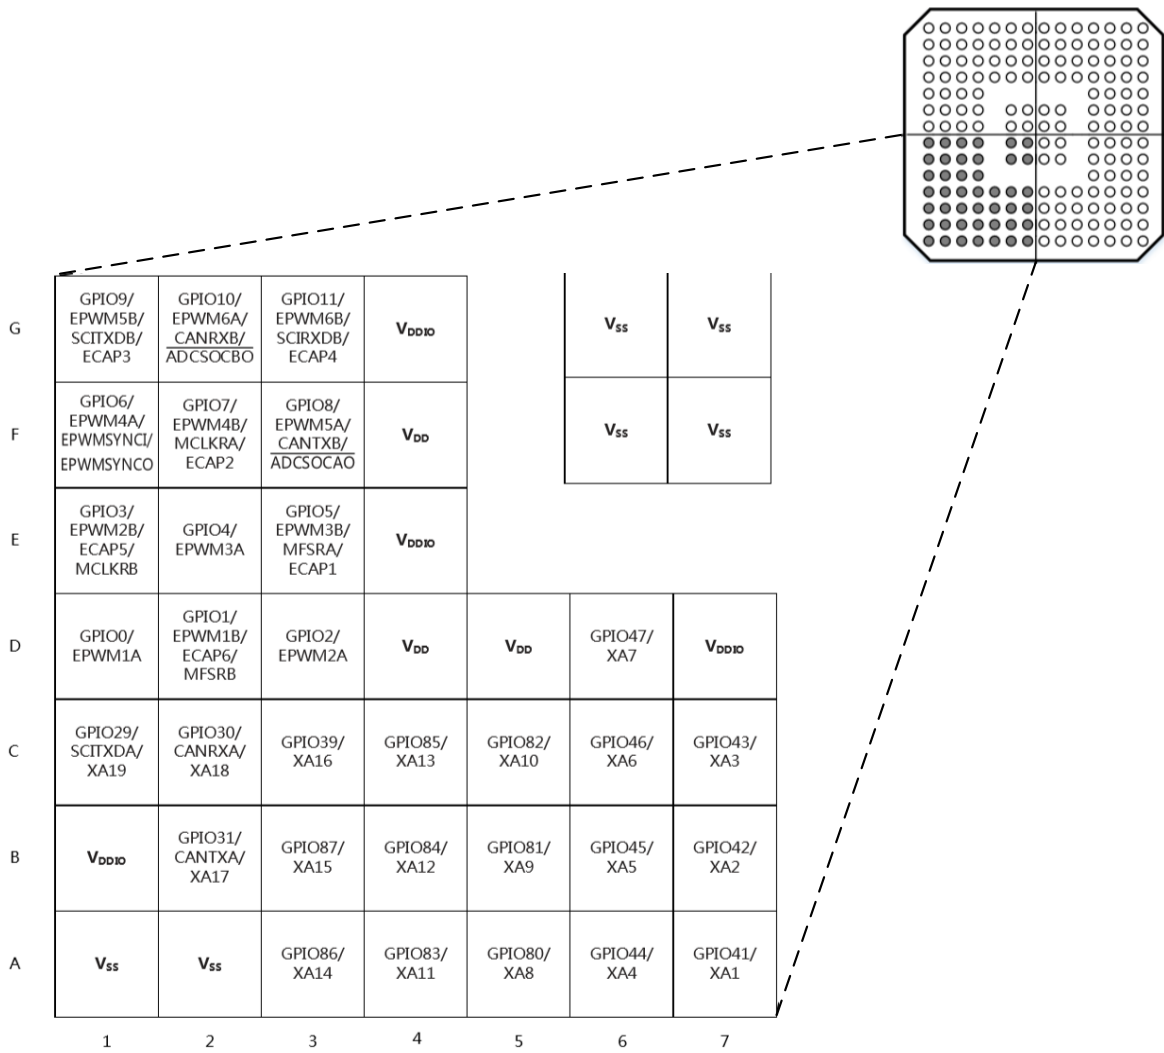 G
GPIO9/
EPWM5B/
SCITXDB/
ECAP3
GPIO10/
EPWM6A/
CANRXB/
ADCSOCBO
GPIO11/
EPWM6B/
SCIRXDB/
ECAP4
VDDIO
VSS
VSS
F
GPIO6/
EPWM4A/
EPWMSYNCI/
EPWMSYNCO
GPIO7/
EPWM4B/
MCLKRA/
ECAP2
GPIO8/
EPWM5A/
CANTXB/
ADCSOCAO
VDD
VSS
VSS
E
GPIO3/
EPWM2B/
ECAP5/
MCLKRB
GPIO4/
EPWM3A
GPIO5/
EPWM3B/
MFSRA/
ECAP1
VDDIO
D
GPIO0/
EPWM1A
GPIO1/
EPWM1B/
ECAP6/
MFSRB
GPIO2/
EPWM2A
VDD
VDD
GPIO47/
XA7
VDDIO
C
GPIO29/
SCITXDA/
XA19
GPIO30/
CANRXA/
XA18
GPIO39/
XA16
GPIO85/
XA13
GPIO82/
XA10
GPIO46/
XA6
GPIO43/
XA3
B
VDDIO
GPIO31/
CANTXA/
XA17
GPIO87/
XA15
GPIO84/
XA12
GPIO81/
XA9
GPIO45/
XA5
GPIO42/
XA2
A
VSS
VSS
GPIO86/
XA14
GPIO83/
XA11
GPIO80/
XA8
GPIO44/
XA4
GPIO41/
XA1
1 2 3 4 5 6 7